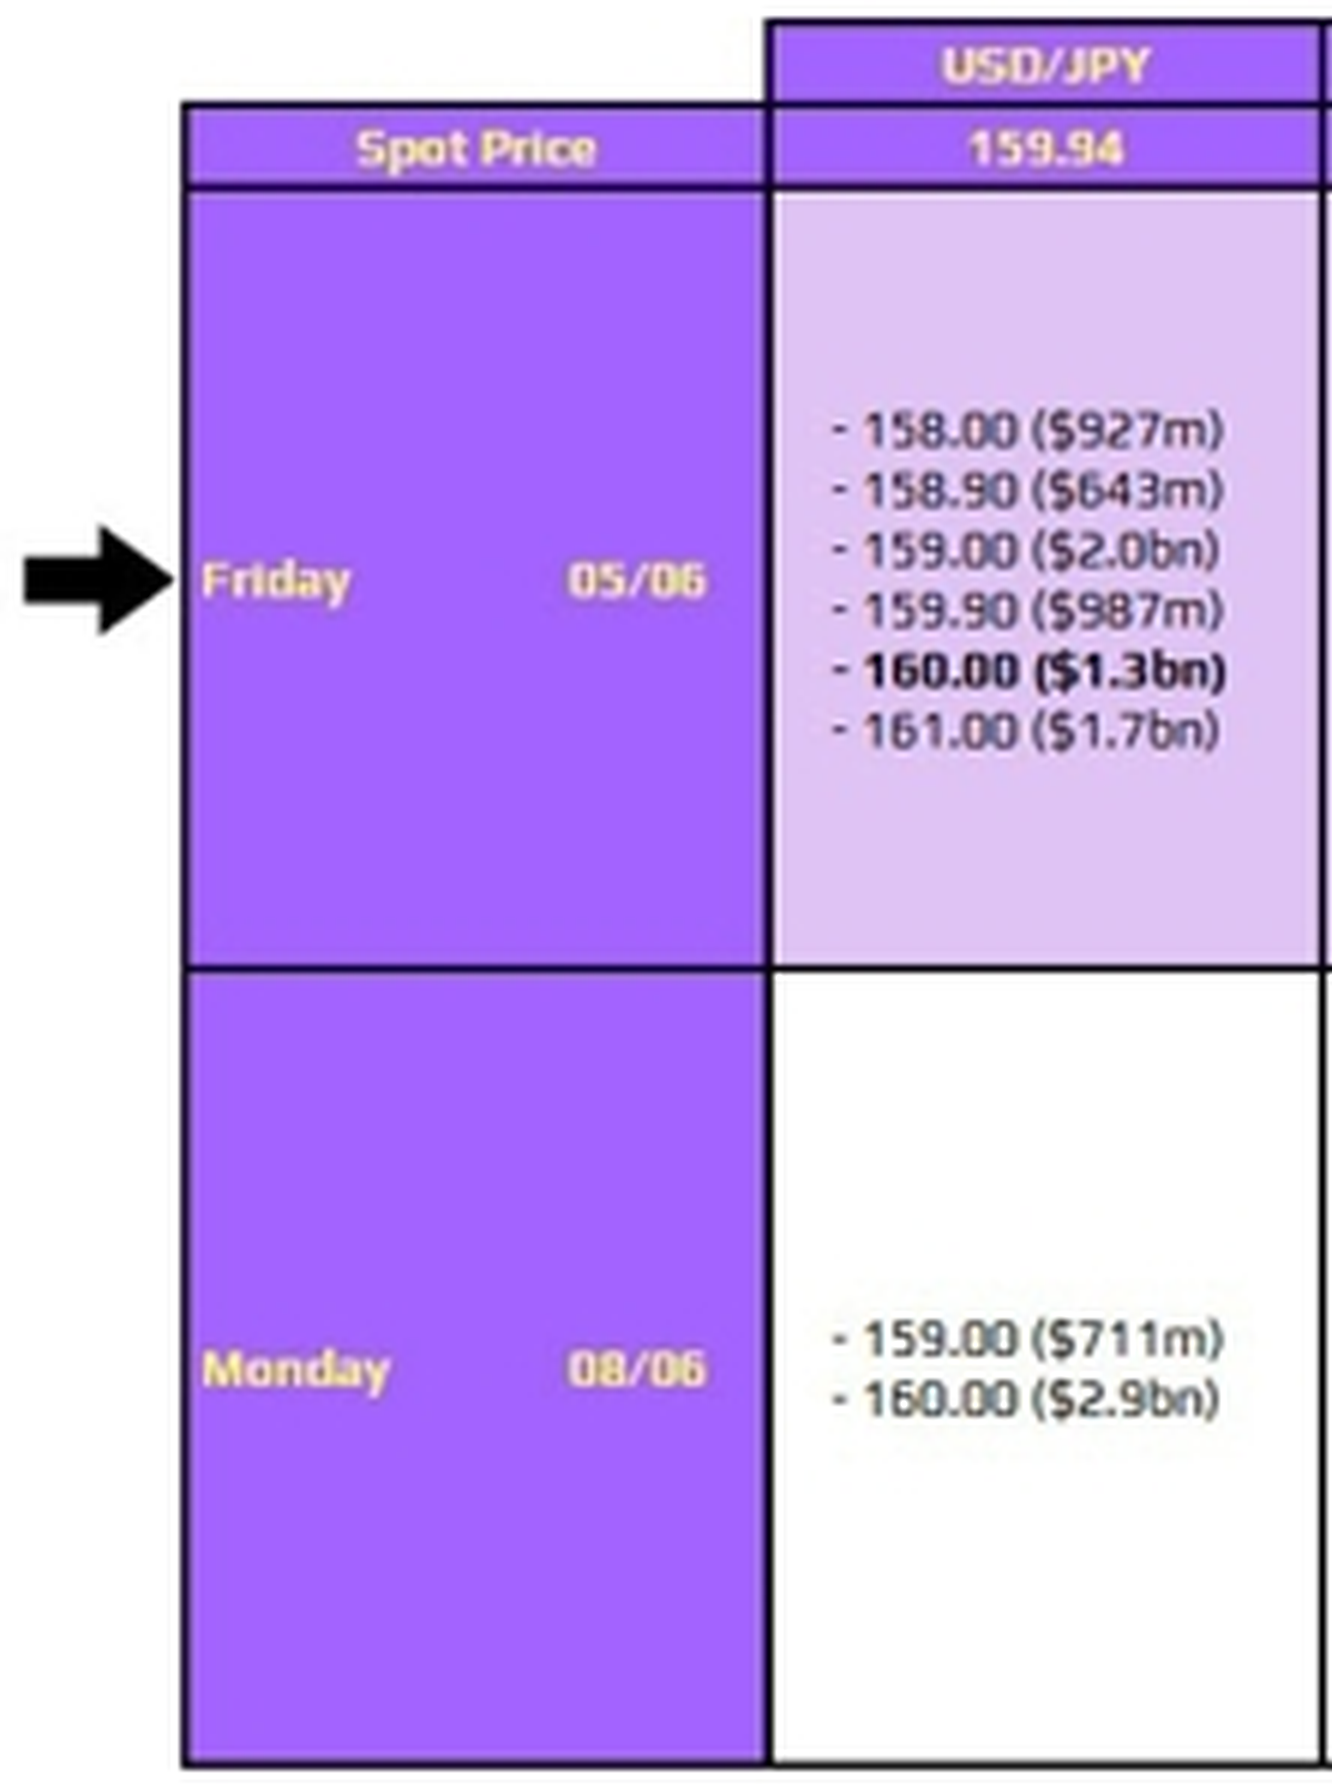 USD/JPY
Spot Price 159.94
Friday 05/06
- 158.00 ($927m)
- 158.90 ($643m)
- 159.00 ($2.0bn)
- 159.90 ($987m)
- 160.00 ($1.3bn)
- 161.00 ($1.7bn)
Monday 08/06
- 159.00 ($711m)
- 160.00 ($2.9bn)